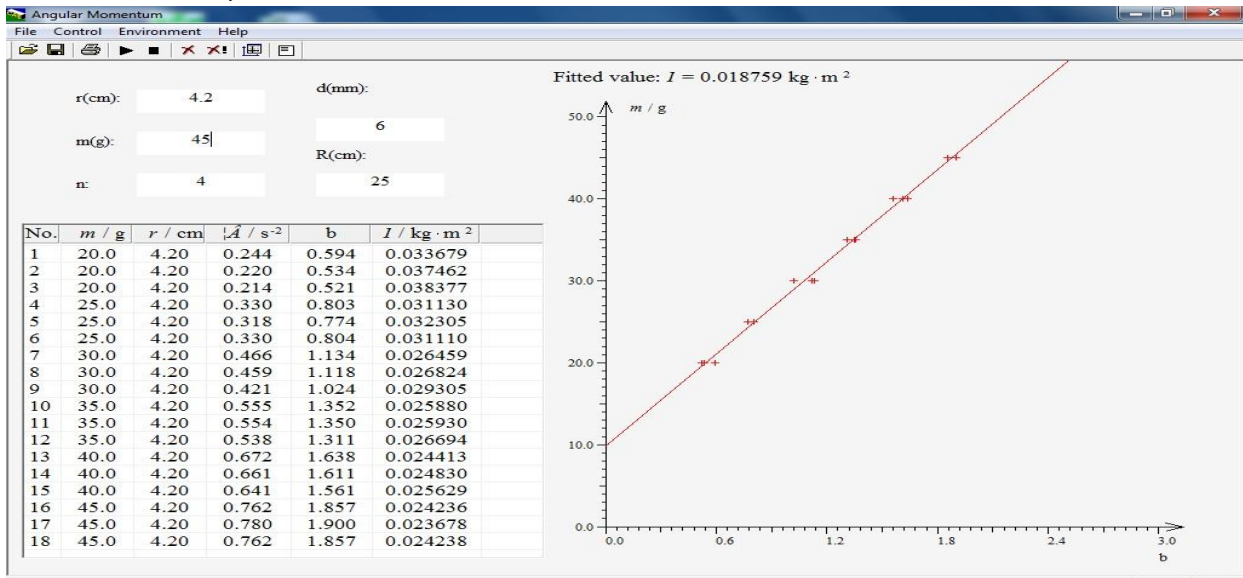 Angular Momentum
File Control Environment Help
r(cm): 4.2
d(mm):
6
m(g): 45
R(cm):
n: 4
25
No. m / g r / cm ¦Â / s-2 b I / kg · m 2
1 20.0 4.20 0.244 0.594 0.033679
2 20.0 4.20 0.220 0.534 0.037462
3 20.0 4.20 0.214 0.521 0.038377
4 25.0 4.20 0.330 0.803 0.031130
5 25.0 4.20 0.318 0.774 0.032305
6 25.0 4.20 0.330 0.804 0.031110
7 30.0 4.20 0.466 1.134 0.026459
8 30.0 4.20 0.459 1.118 0.026824
9 30.0 4.20 0.421 1.024 0.029305
10 35.0 4.20 0.555 1.352 0.025880
11 35.0 4.20 0.554 1.350 0.025930
12 35.0 4.20 0.538 1.311 0.026694
13 40.0 4.20 0.672 1.638 0.024413
14 40.0 4.20 0.661 1.611 0.024830
15 40.0 4.20 0.641 1.561 0.025629
16 45.0 4.20 0.762 1.857 0.024236
17 45.0 4.20 0.780 1.900 0.023678
18 45.0 4.20 0.762 1.857 0.024238
Fitted value: I = 0.018759 kg · m 2
m / g
50.0
40.0
30.0
20.0
10.0
0.0
0.0 0.6 1.2 1.8 2.4 3.0
b